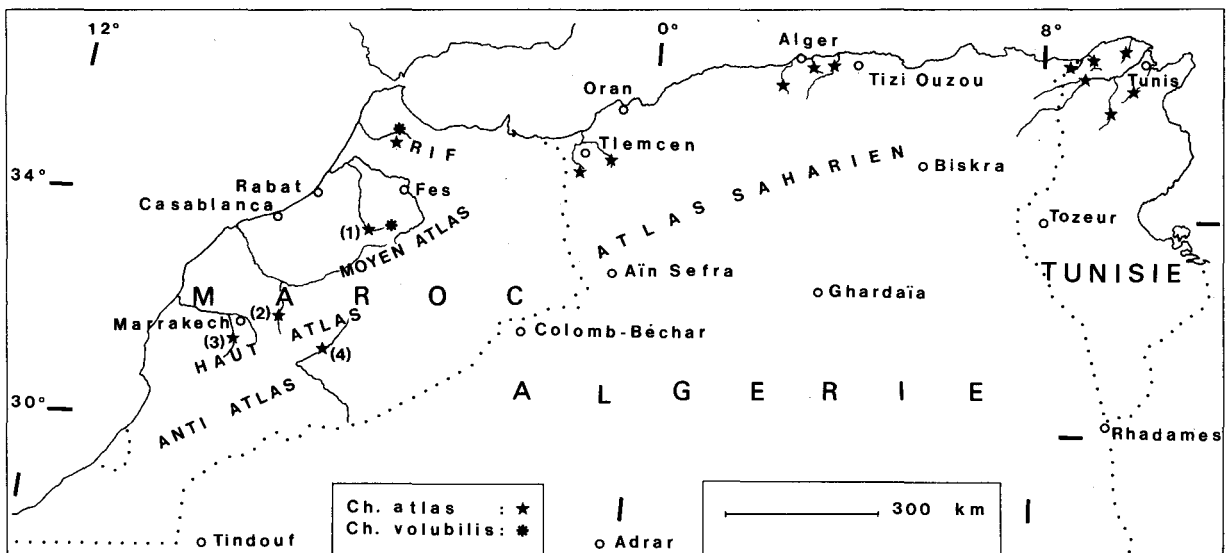 12°
0°
8°
Alger
Tizi Ouzou
Tunis
Oran
Tlemcen
RIF
Biskra
34°
Rabat
Fes
Casablanca
ATLAS SAHARIEN
Tozeur
(1)
MOYEN ATLAS
Aïn Sefra
TUNISIE
MAROC
Ghardaïa
Marrakech
(2)
Colomb-Béchar
(3)
HAUT ATLAS
(4)
ANTI ATLAS
30°
ALGERIE
Rhadames
Ch. atlas : ★
Ch. volubilis: ✸
300 km
Tindouf
Adrar